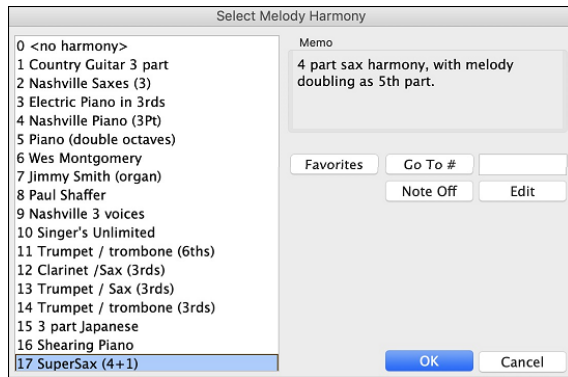 Select Melody Harmony
0 <no harmony>
1 Country Guitar 3 part
2 Nashville Saxes (3)
3 Electric Piano in 3rds
4 Nashville Piano (3Pt)
5 Piano (double octaves)
6 Wes Montgomery
7 Jimmy Smith (organ)
8 Paul Shaffer
9 Nashville 3 voices
10 Singer's Unlimited
11 Trumpet / trombone (6ths)
12 Clarinet /Sax (3rds)
13 Trumpet / Sax (3rds)
14 Trumpet / trombone (3rds)
15 3 part Japanese
16 Shearing Piano
17 SuperSax (4+1)
Memo
4 part sax harmony, with melody
doubling as 5th part.
Favorites Go To #
Note Off Edit
OK Cancel